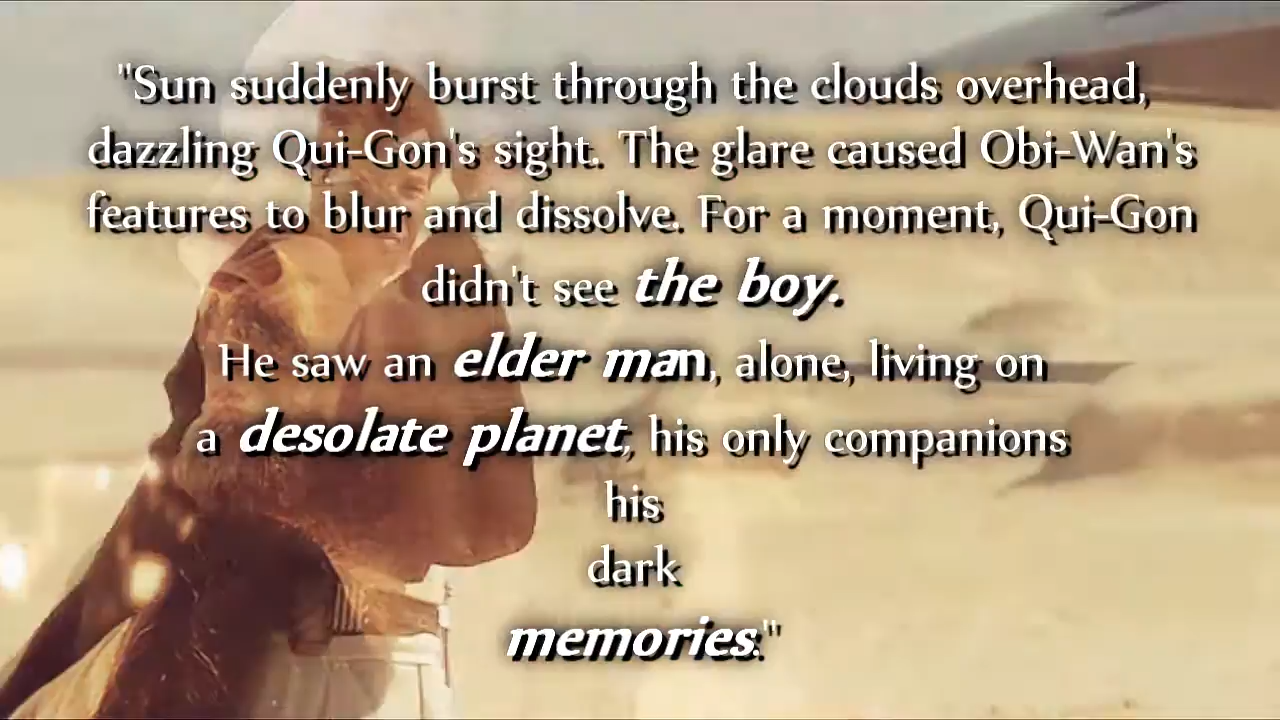 "Sun suddenly burst through the clouds overhead,
dazzling Qui-Gon's sight. The glare caused Obi-Wan's
features to blur and dissolve. For a moment, Qui-Gon
didn't see the boy.
He saw an elder man, alone, living on
a desolate planet, his only companions
his
dark
memories."